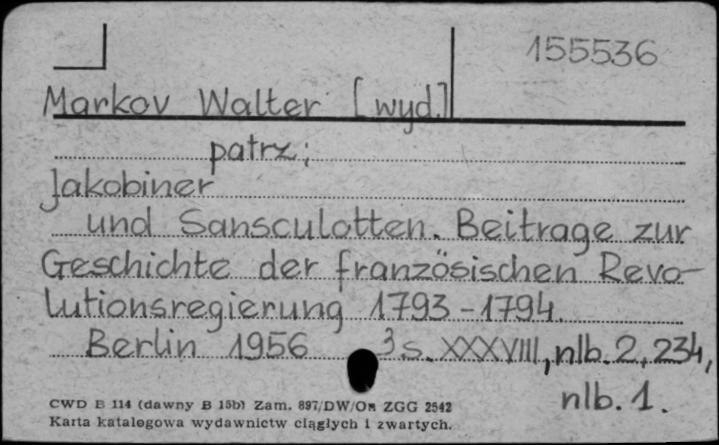 155536
Markov Walter [wyd.]
patrz:
Jakobiner
und Sansculotten. Beitrage zur
Geschichte der französischen Revo-
lutionsregierung 1793-1794.
Berlin 1956 3 s. XXXVIII, nlb. 2, 234,
nlb. 1.
CWD B 114 (dawny B 15b) Zam. 897/DW/On ZGG 2542
Karta katalogowa wydawnictw ciągłych i zwartych.